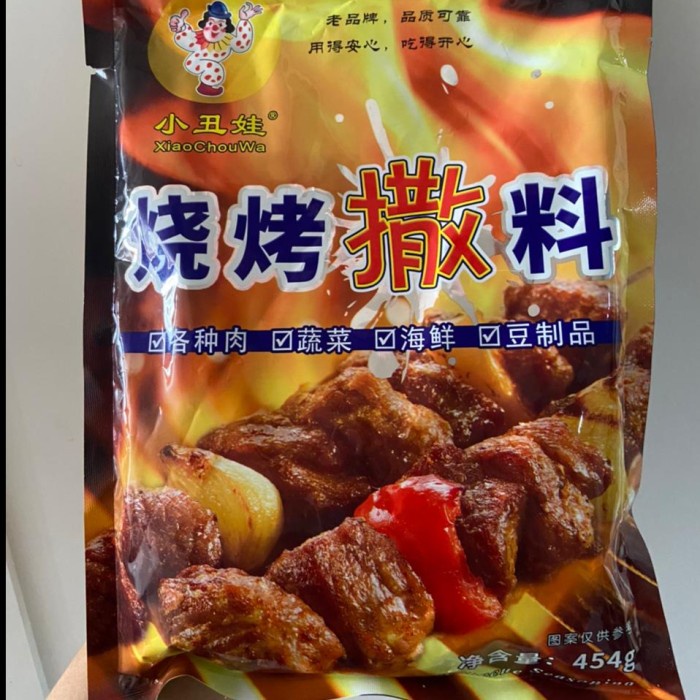 老品牌，品质可靠
用得安心，吃得开心
小丑娃®
XiaoChouWa
烧烤撒料
☑各种肉 ☑蔬菜 ☑海鲜 ☑豆制品
图案仅供参
净含量：454g
Seasoning